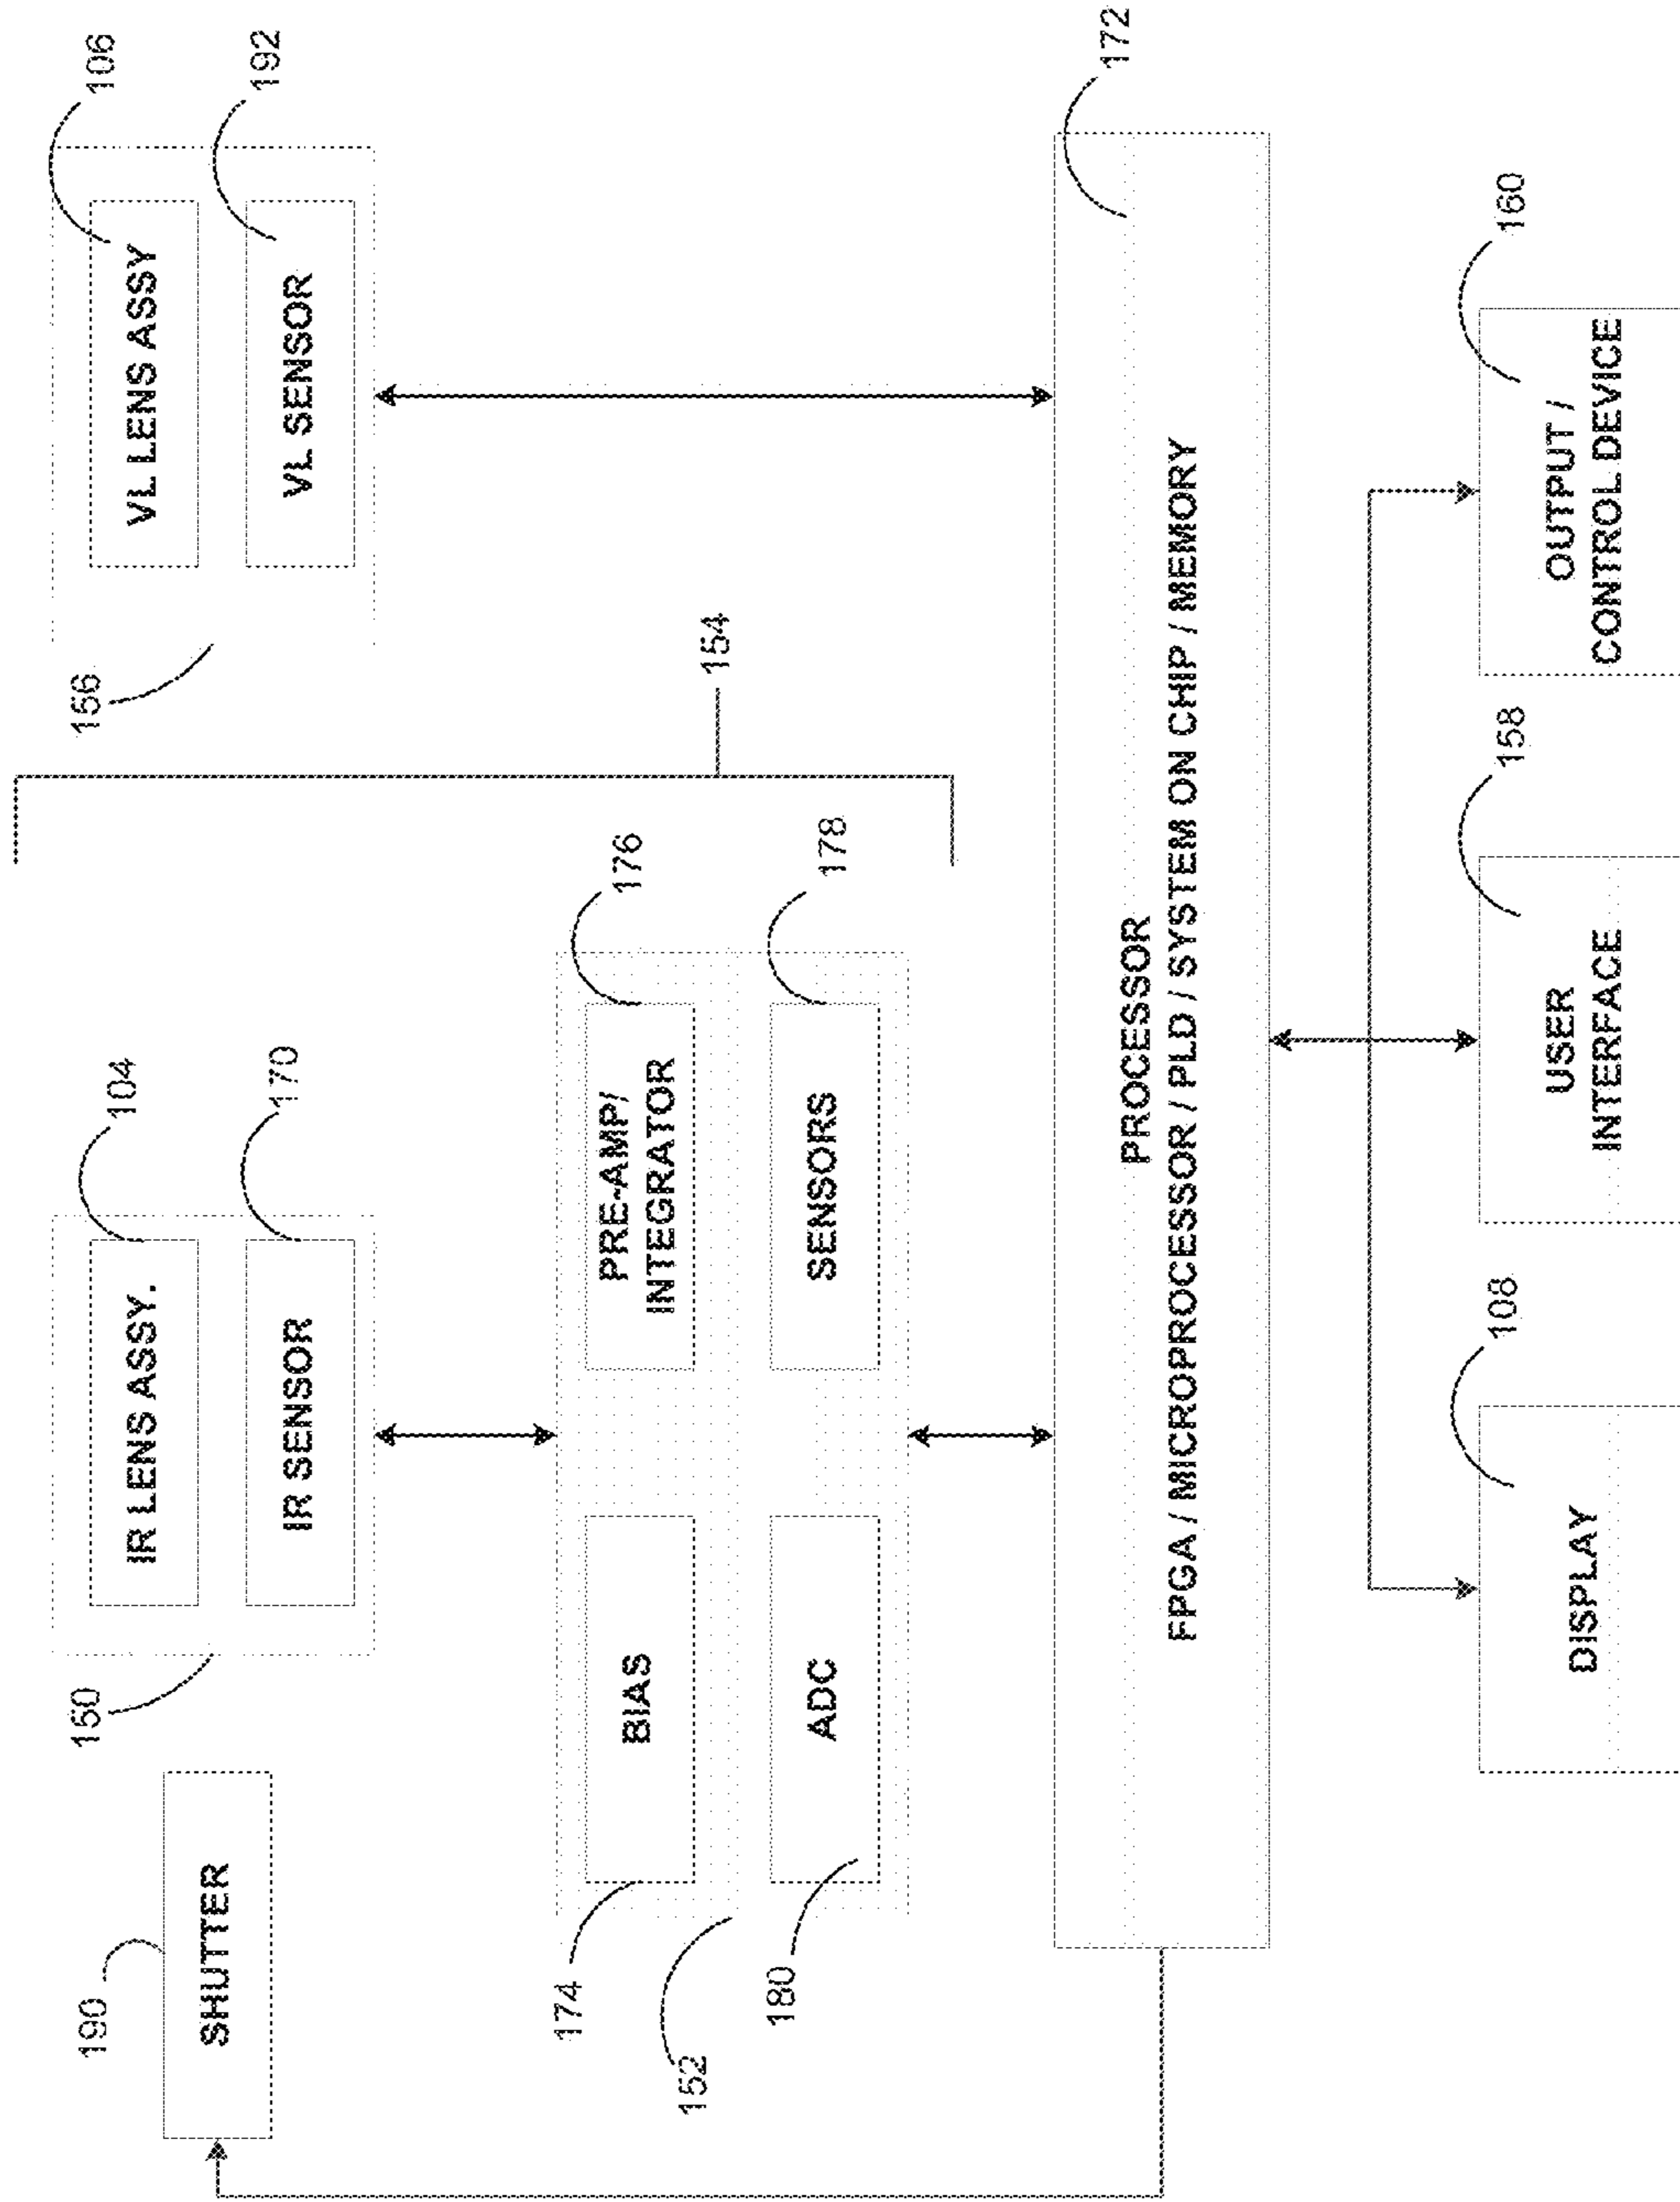 190
SHUTTER
150
IR LENS ASSY.
104
IR SENSOR
170
156
VL LENS ASSY
106
VL SENSOR
192
154
174
BIAS
PRE-AMP/
INTEGRATOR
176
152
180
ADC
SENSORS
178
PROCESSOR
FPGA / MICROPROCESSOR / PLD / SYSTEM ON CHIP / MEMORY
172
DISPLAY
108
USER
INTERFACE
158
OUTPUT /
CONTROL DEVICE
160